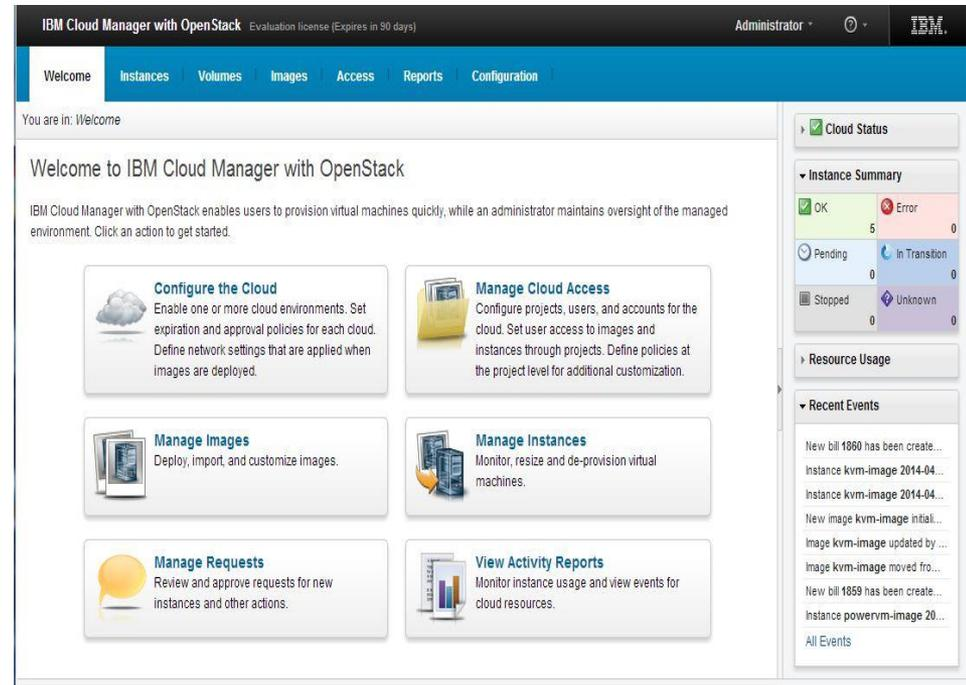 IBM Cloud Manager with OpenStack Evaluation license (Expires in 90 days)
Administrator
IBM.
Welcome Instances Volumes Images Access Reports Configuration
You are in: Welcome
Welcome to IBM Cloud Manager with OpenStack
IBM Cloud Manager with OpenStack enables users to provision virtual machines quickly, while an administrator maintains oversight of the managed
environment. Click an action to get started.
Configure the Cloud
Enable one or more cloud environments. Set
expiration and approval policies for each cloud.
Define network settings that are applied when
images are deployed.
Manage Cloud Access
Configure projects, users, and accounts for the
cloud. Set user access to images and
instances through projects. Define policies at
the project level for additional customization.
Manage Images
Deploy, import, and customize images.
Manage Instances
Monitor, resize and de-provision virtual
machines.
Manage Requests
Review and approve requests for new
instances and other actions.
View Activity Reports
Monitor instance usage and view events for
cloud resources.
Cloud Status
Instance Summary
OK
5
Error
0
Pending
0
In Transition
0
Stopped
0
Unknown
0
Resource Usage
Recent Events
New bill 1860 has been create...
Instance kvm-image 2014-04...
Instance kvm-image 2014-04...
New image kvm-image initiali...
Image kvm-image updated by ...
Image kvm-image moved fro...
New bill 1859 has been create...
Instance powervm-image 20...
All Events